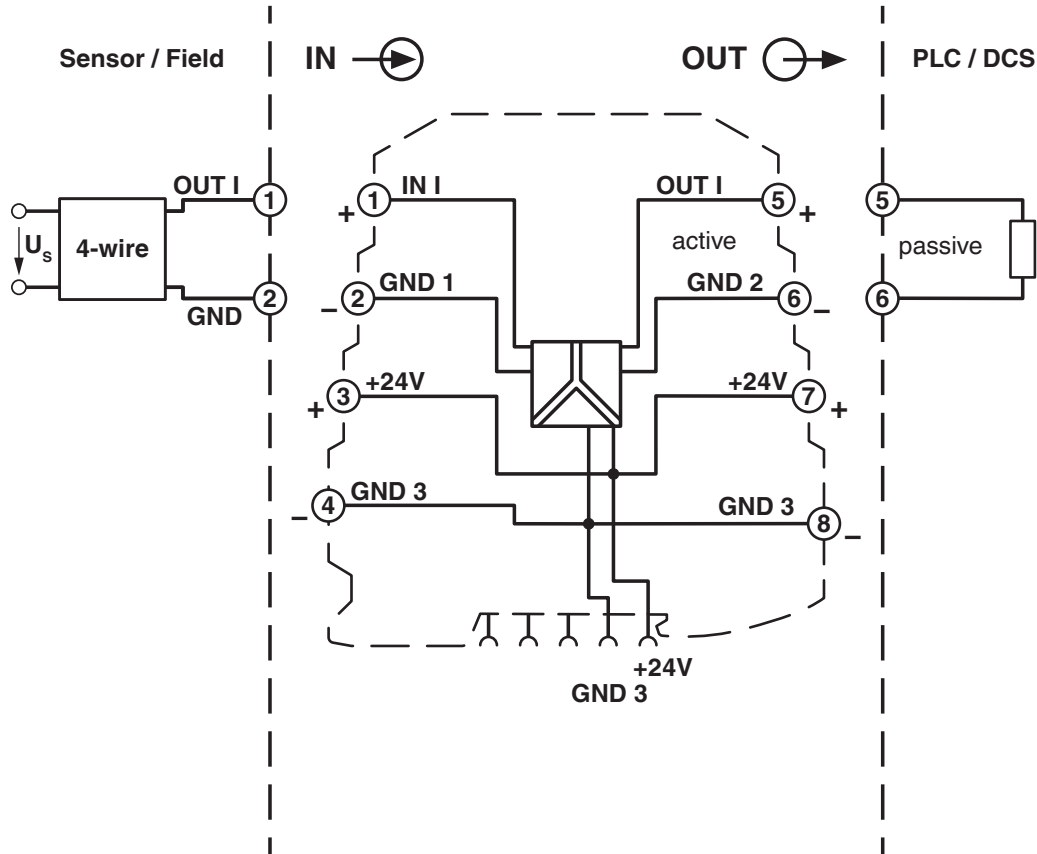 Sensor / Field
IN
OUT
PLC / DCS
OUT I
1
1
IN I
OUT I
5
5
+
+
U_S
4-wire
active
passive
2
GND
2
GND 1
GND 2
6
6
−
−
3
+24V
+24V
7
+
+
4
GND 3
GND 3
8
−
−
+24V
GND 3